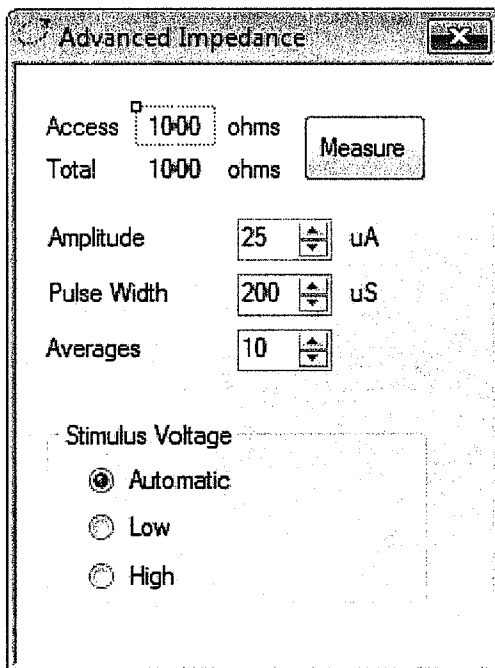 Advanced Impedance
Access 1000 ohms
Measure
Total 1000 ohms
Amplitude 25 uA
Pulse Width 200 uS
Averages 10
Stimulus Voltage
Automatic
Low
High